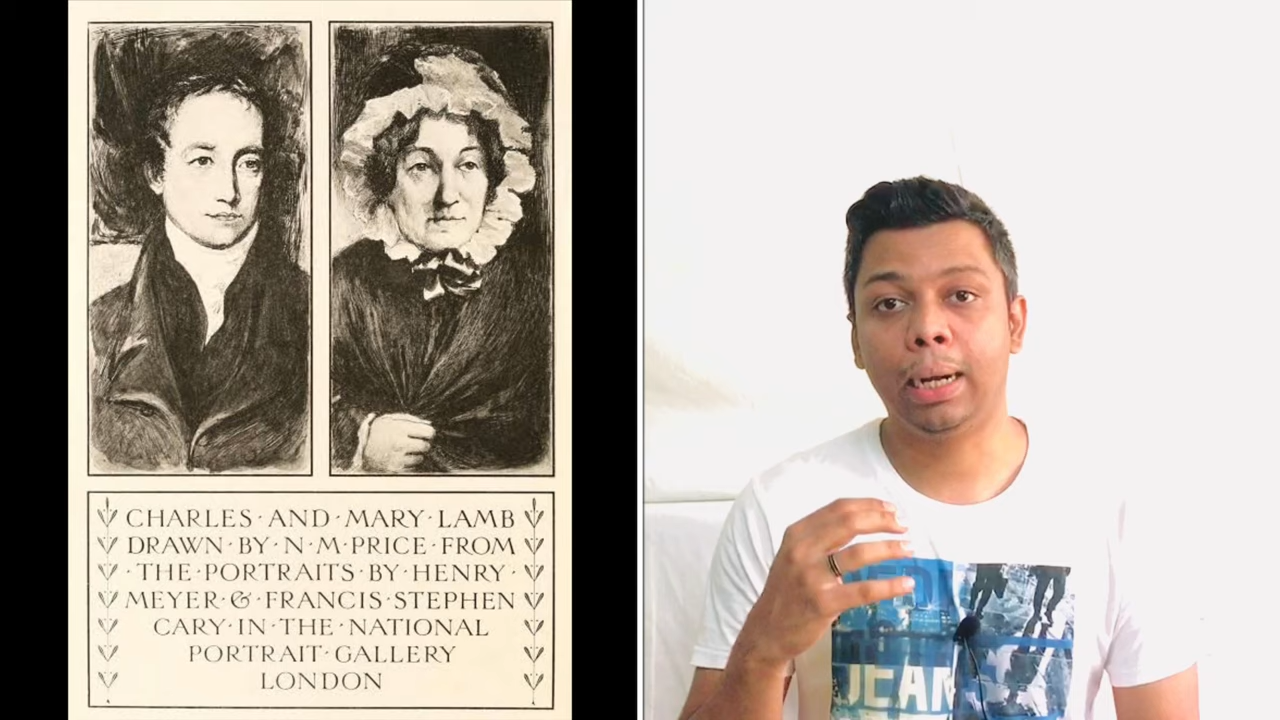 CHARLES · AND · MARY · LAMB
DRAWN · BY · N · M · PRICE · FROM
· THE · PORTRAITS · BY · HENRY ·
MEYER · & · FRANCIS · STEPHEN
CARY · IN · THE · NATIONAL
PORTRAIT · GALLERY
LONDON
JEAN